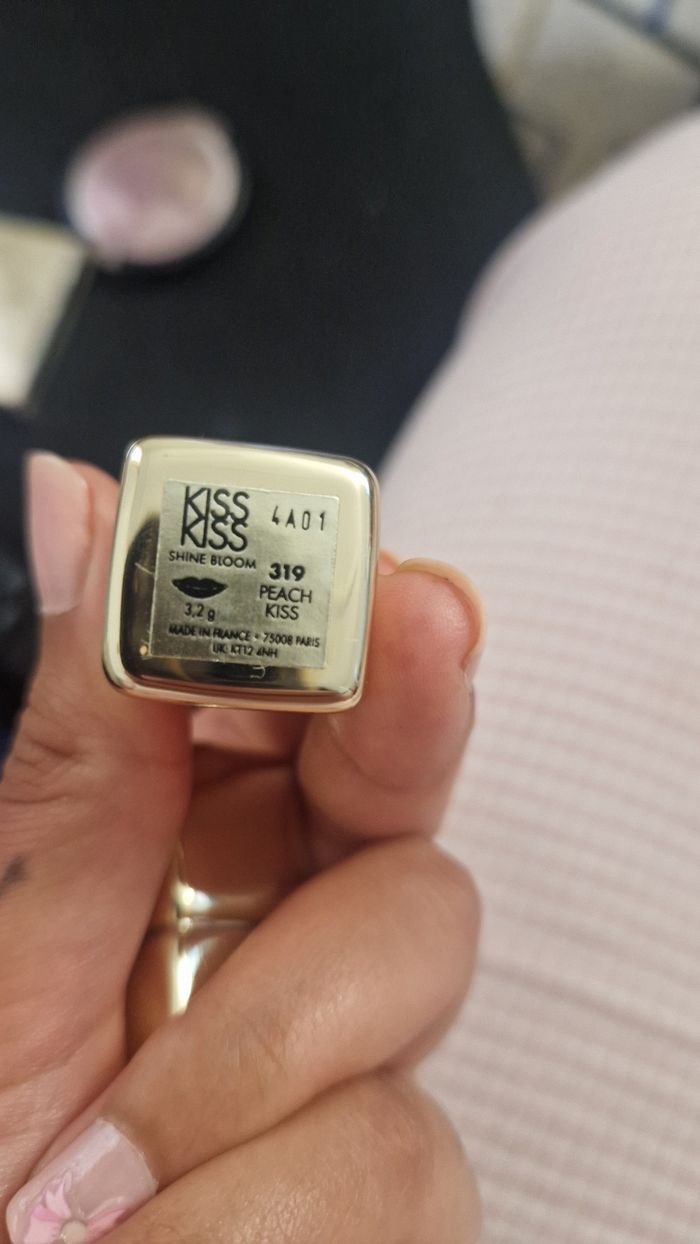 KISS
KISS
4A01
SHINE BLOOM
319
PEACH
KISS
3,2 g
MADE IN FRANCE • 75008 PARIS
UK, KT12 4NH